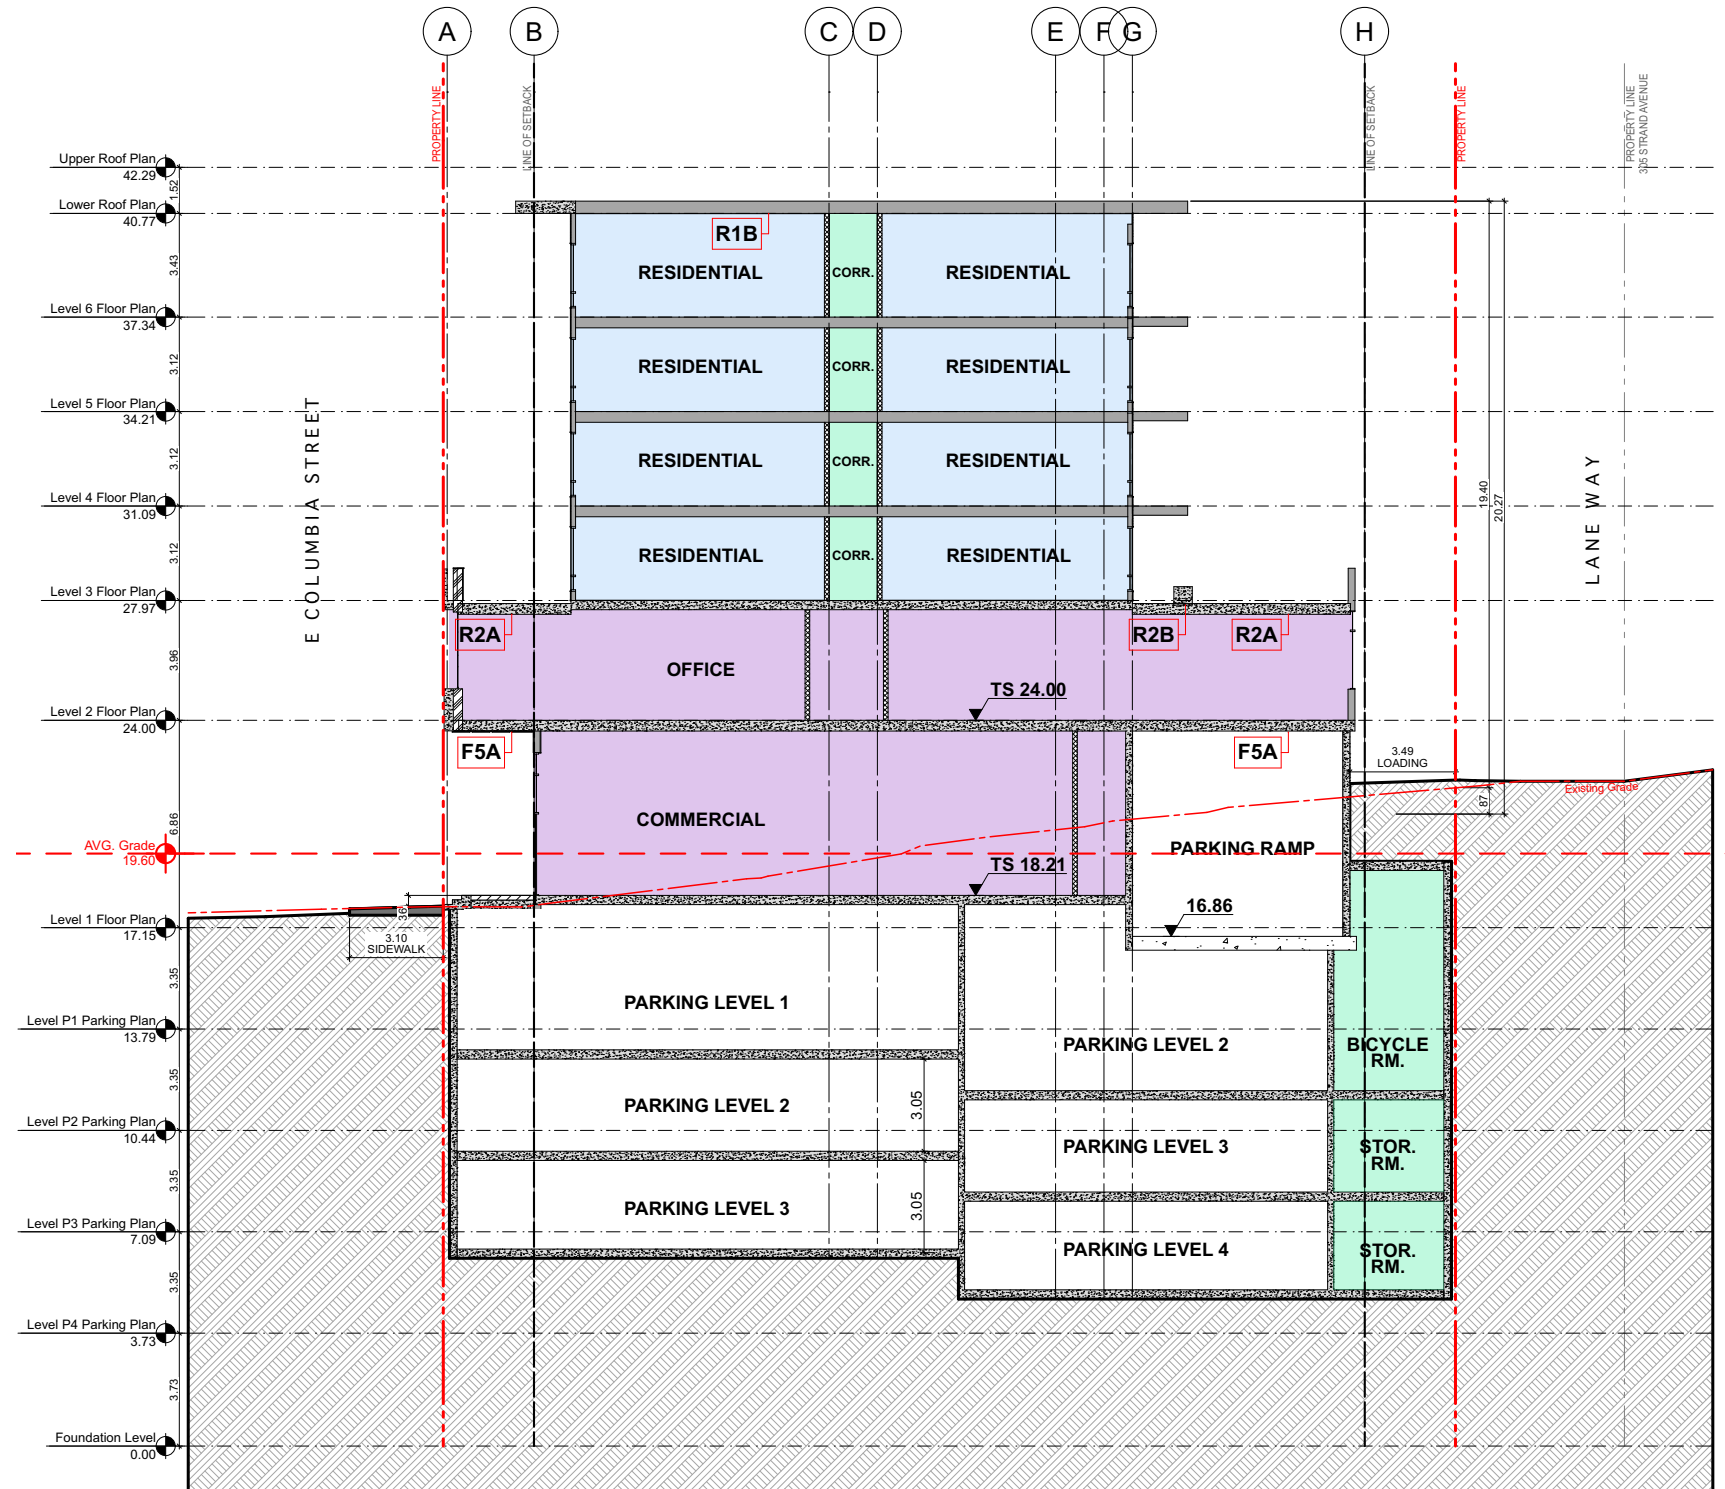 A
B
C
D
E
F
G
H
PROPERTY LINE
LINE OF SETBACK
LINE OF SETBACK
PROPERTY LINE
PROPERTY LINE
305 STRAND AVENUE
Upper Roof Plan
42.29
1.52
Lower Roof Plan
40.77
3.43
Level 6 Floor Plan
37.34
3.12
Level 5 Floor Plan
34.21
3.12
Level 4 Floor Plan
31.09
3.12
Level 3 Floor Plan
27.97
3.96
Level 2 Floor Plan
24.00
6.86
AVG. Grade
19.60
Level 1 Floor Plan
17.15
3.35
Level P1 Parking Plan
13.79
3.35
Level P2 Parking Plan
10.44
3.35
Level P3 Parking Plan
7.09
3.35
Level P4 Parking Plan
3.73
3.73
Foundation Level
0.00
E COLUMBIA STREET
R1B
RESIDENTIAL
CORR.
RESIDENTIAL
RESIDENTIAL
CORR.
RESIDENTIAL
RESIDENTIAL
CORR.
RESIDENTIAL
RESIDENTIAL
CORR.
RESIDENTIAL
R2A
R2B
R2A
OFFICE
TS 24.00
F5A
F5A
COMMERCIAL
TS 18.21
PARKING RAMP
16.86
36
3.10
SIDEWALK
3.49
LOADING
Existing Grade
87
19.40
20.27
LANE WAY
PARKING LEVEL 1
PARKING LEVEL 2
3.05
PARKING LEVEL 3
3.05
PARKING LEVEL 2
PARKING LEVEL 3
PARKING LEVEL 4
BICYCLE
RM.
STOR.
RM.
STOR.
RM.